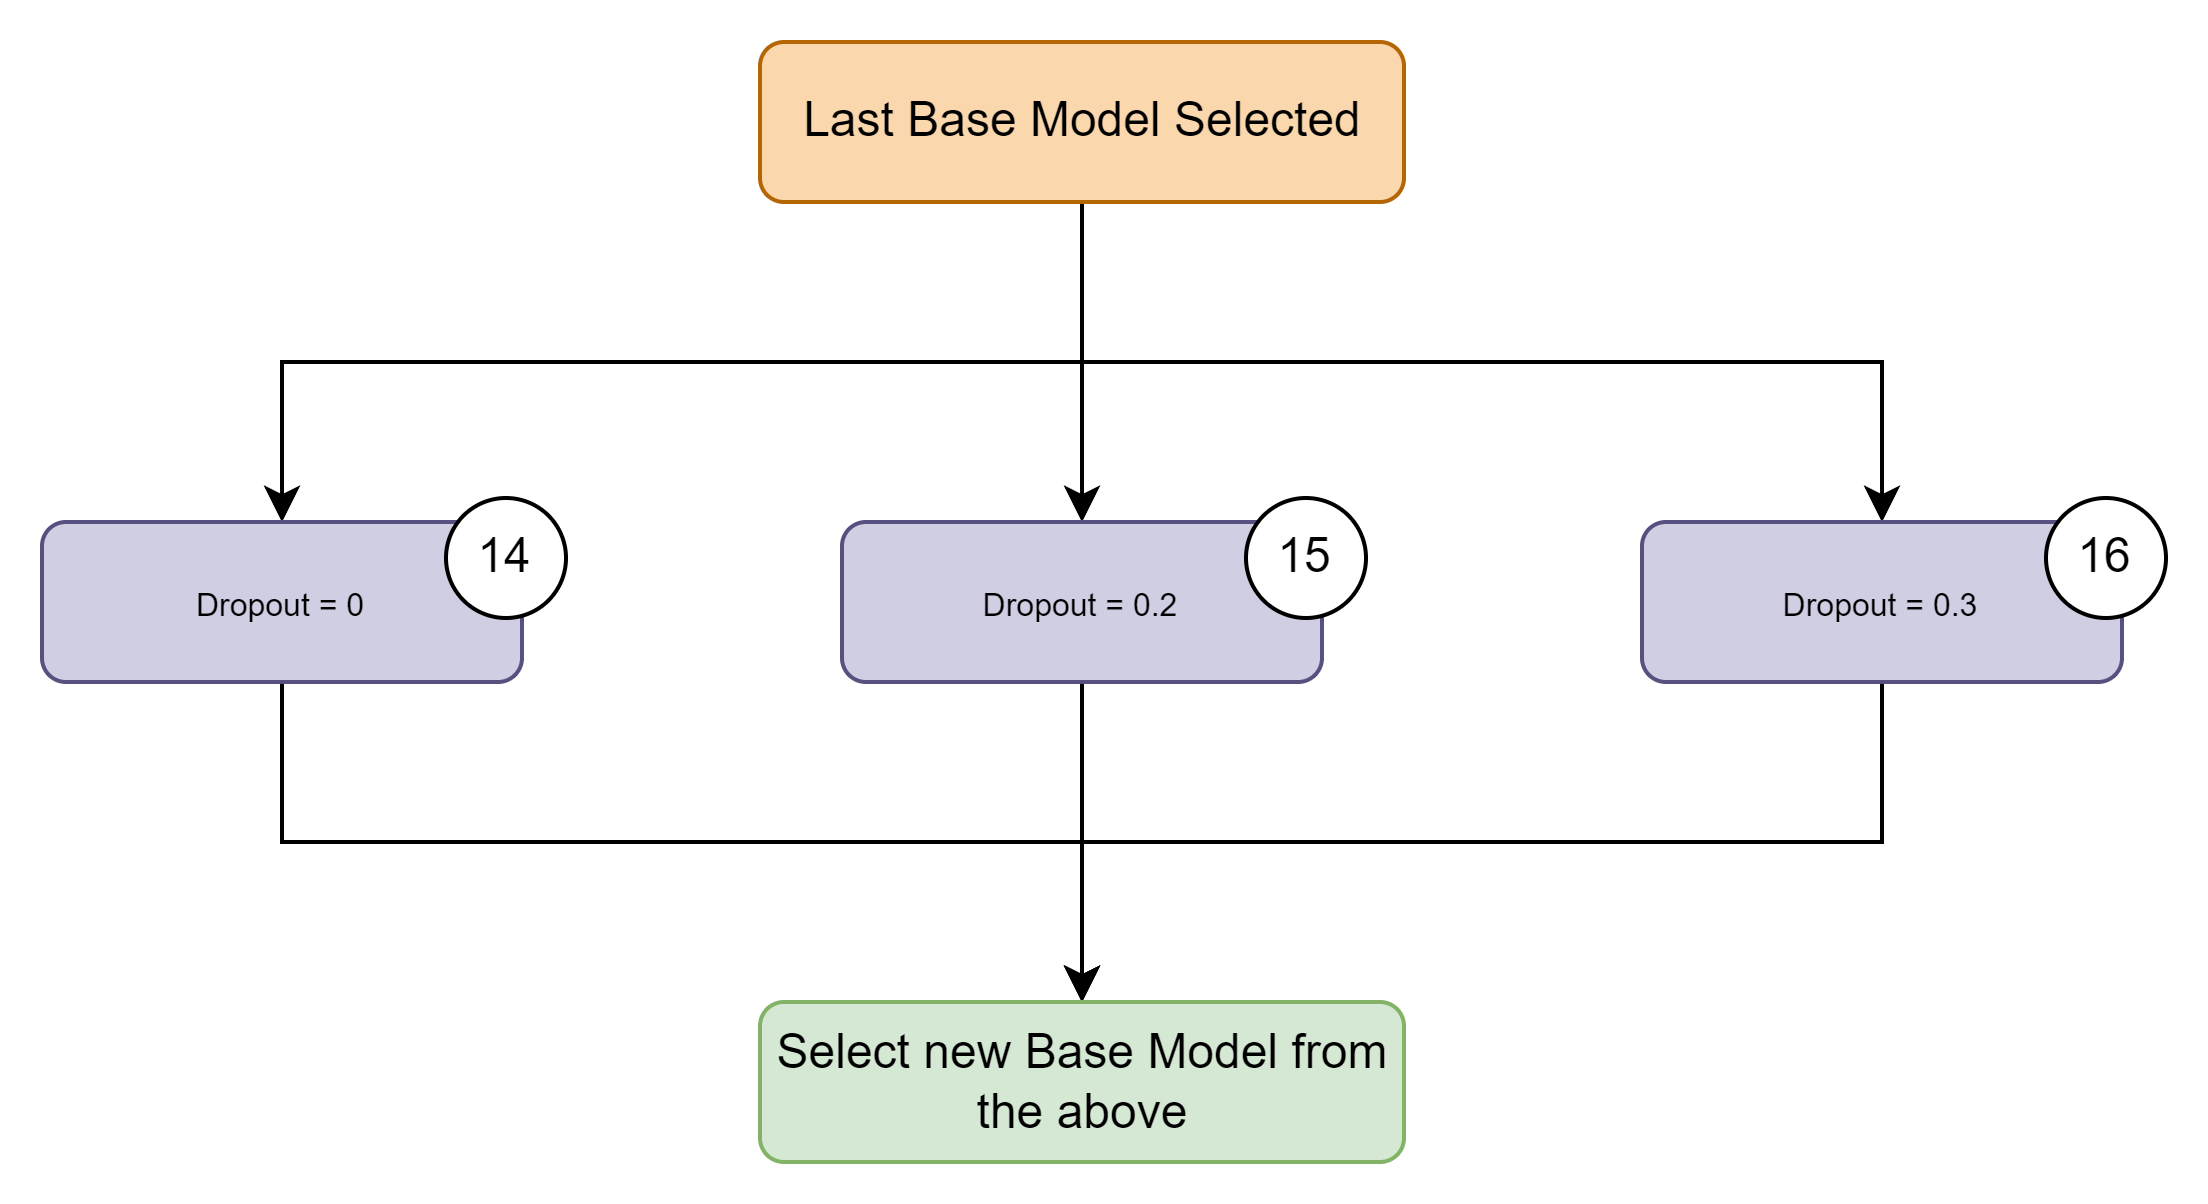 Last Base Model Selected
14
Dropout = 0
15
Dropout = 0.2
16
Dropout = 0.3
Select new Base Model from
the above